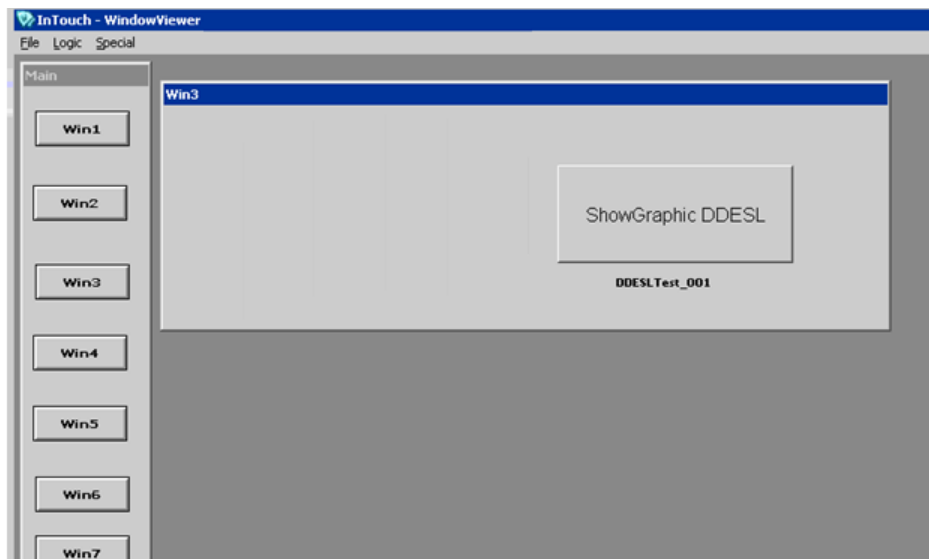 InTouch - WindowViewer
File Logic Special
Main
Win1
Win2
Win3
Win4
Win5
Win6
Win7
Win3
ShowGraphic DDESL
DDESLTest_001